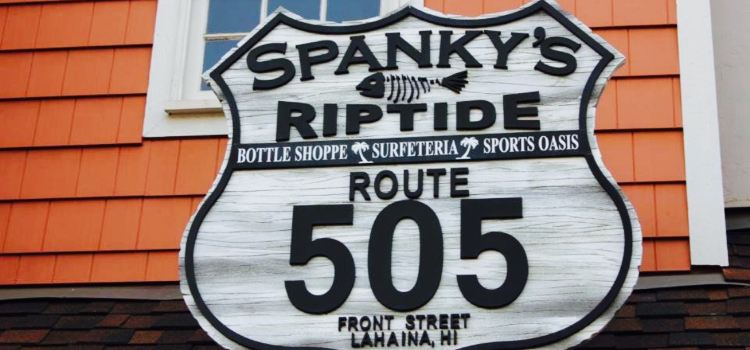 SPANKY'S
RIPTIDE
BOTTLE SHOPPE SURFETERIA SPORTS OASIS
ROUTE
505
FRONT STREET
LAHAINA, HI